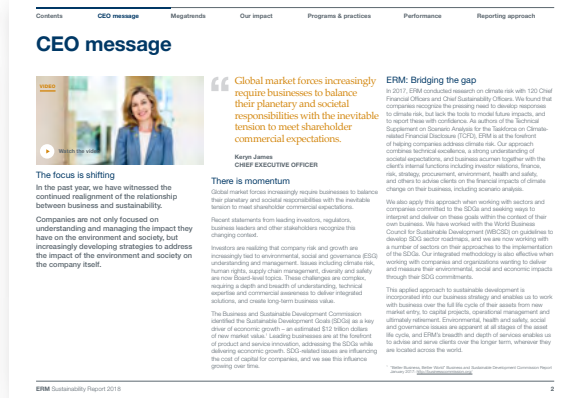 Contents CEO message Megatrends Our impact Programs & practices Performance Reporting approach
CEO message
VIDEO
Watch the video
The focus is shifting
In the past year, we have witnessed the
continued realignment of the relationship
between business and sustainability.
Companies are not only focused on
understanding and managing the impact they
have on the environment and society, but
increasingly developing strategies to address
the impact of the environment and society on
the company itself.
“
Global market forces increasingly
require businesses to balance
their planetary and societal
responsibilities with the inevitable
tension to meet shareholder
commercial expectations.
Keryn James
CHIEF EXECUTIVE OFFICER
There is momentum
Global market forces increasingly require businesses to balance
their planetary and societal responsibilities with the inevitable
tension to meet shareholder commercial expectations.
Recent statements from leading investors, regulators,
business leaders and other stakeholders recognize this
changing context.
Investors are realizing that company risk and growth are
increasingly tied to environmental, social and governance (ESG)
understanding and management. Issues including climate risk,
human rights, supply chain management, diversity and safety
are now Board-level topics. These challenges are complex,
requiring a depth and breadth of understanding, technical
expertise and commercial awareness to deliver integrated
solutions, and create long-term business value.
The Business and Sustainable Development Commission
identified the Sustainable Development Goals (SDGs) as a key
driver of economic growth – an estimated $12 trillion dollars
of new market value.¹ Leading businesses are at the forefront
of product and service innovation, addressing the SDGs while
delivering economic growth. SDG-related issues are influencing
the cost of capital for companies, and we see this influence
growing over time.
ERM: Bridging the gap
In 2017, ERM conducted research on climate risk with 120 Chief
Financial Officers and Chief Sustainability Officers. We found that
companies recognize the pressing need to develop responses
to climate risk, but lack the tools to model future impacts, and
to report these with confidence. As authors of the Technical
Supplement on Scenario Analysis for the Taskforce on Climate-
related Financial Disclosure (TCFD), ERM is at the forefront
of helping companies address climate risk. Our approach
combines technical excellence, a strong understanding of
societal expectations, and business acumen together with the
client's internal functions including investor relations, finance,
risk, strategy, procurement, environment, health and safety,
and others to advise clients on the financial impacts of climate
change on their business, including scenario analysis.
We also apply this approach when working with sectors and
companies committed to the SDGs and seeking ways to
interpret and deliver on these goals within the context of their
own business. We have worked with the World Business
Council for Sustainable Development (WBCSD) on guidelines to
develop SDG sector roadmaps, and we are now working with
a number of sectors on their approaches to the implementation
of the SDGs. Our integrated methodology is also effective when
working with companies and organizations wanting to deliver
and measure their environmental, social and economic impacts
through their SDG commitments.
This applied approach to sustainable development is
incorporated into our business strategy and enables us to work
with business over the full life cycle of their assets from new
market entry, to capital projects, operational management and
ultimately retirement. Environmental, health and safety, social
and governance issues are apparent at all stages of the asset
life cycle, and ERM's breadth and depth of services enables us
to advise and serve clients over the longer term, wherever they
are located across the world.
¹ "Better Business, Better World" Business and Sustainable Development Commission Report
January 2017:
ERM Sustainability Report 2018 2